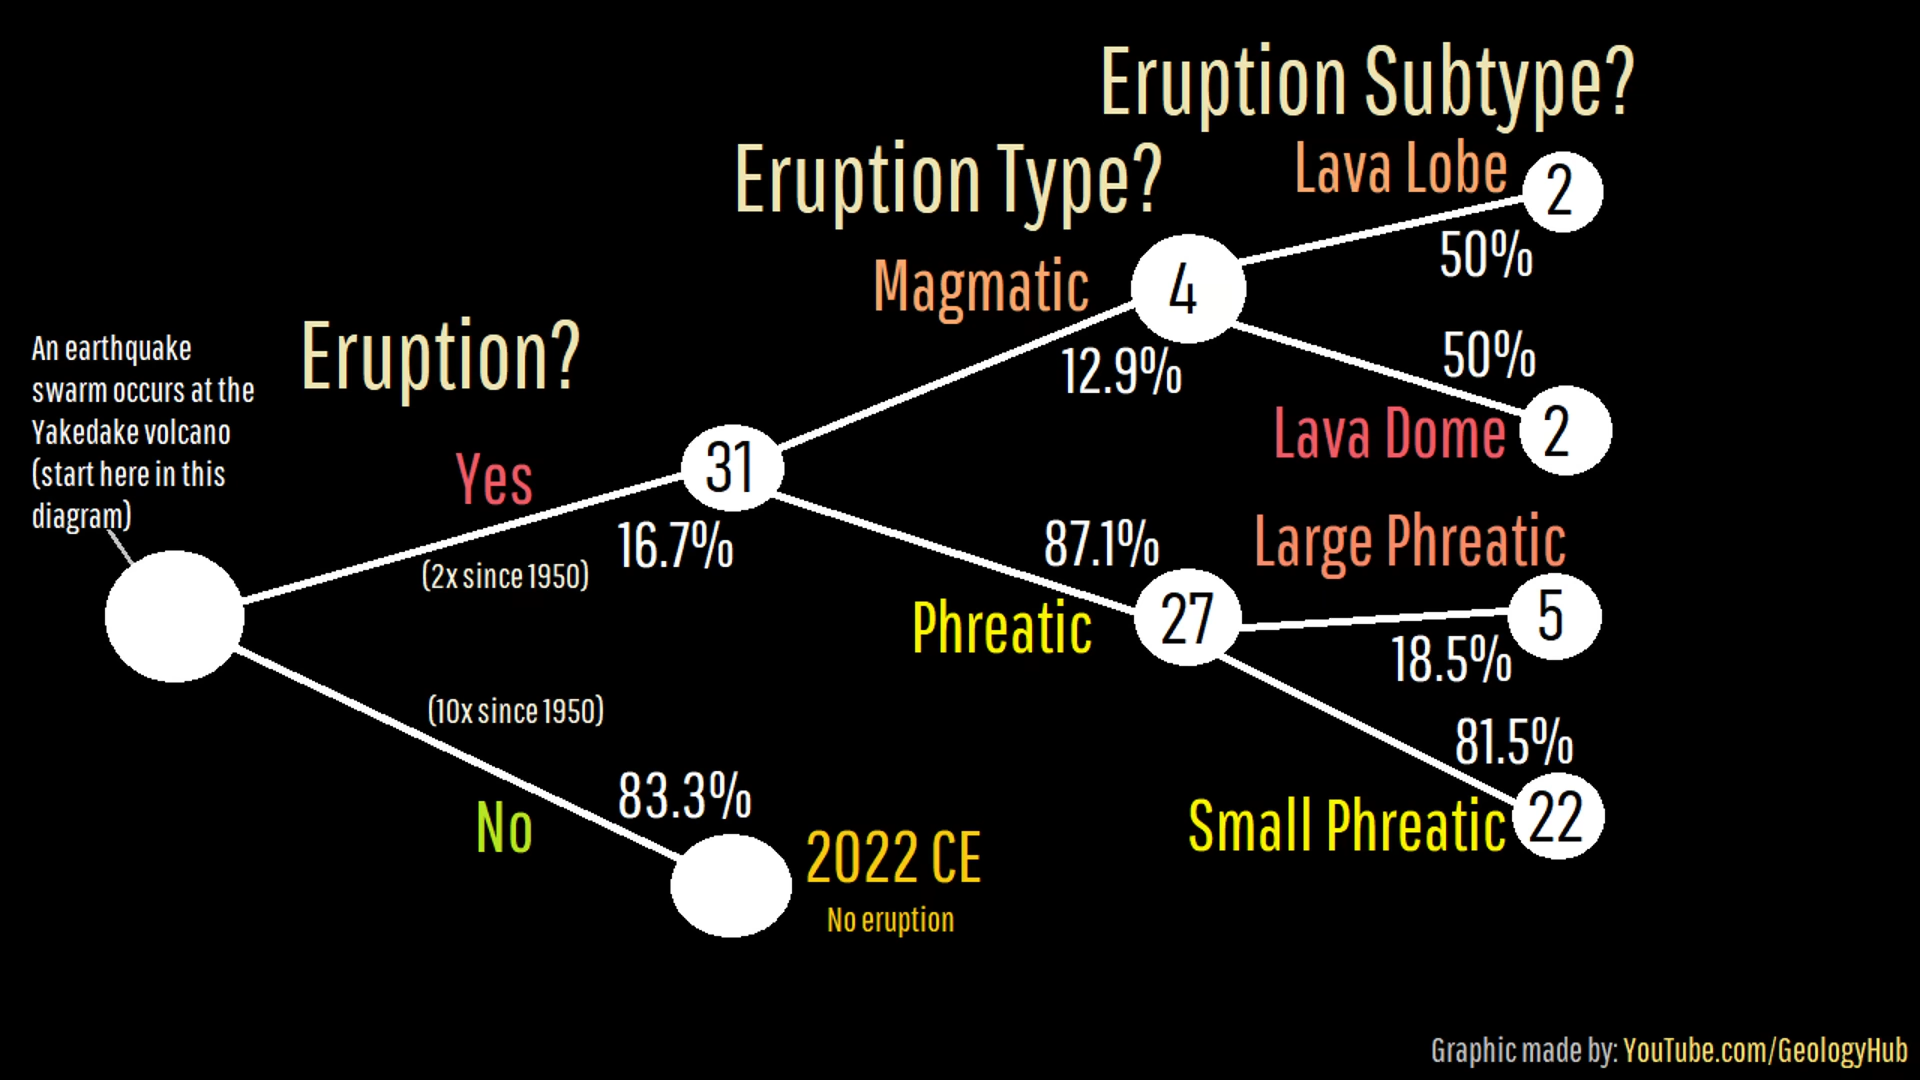 Eruption Subtype?
Eruption Type?
Lava Lobe
2
50%
Magmatic
4
12.9%
50%
Lava Dome
2
An earthquake
swarm occurs at the
Yakedake volcano
(start here in this
diagram)
Eruption?
Yes
31
16.7%
(2x since 1950)
87.1%
Large Phreatic
Phreatic
27
5
18.5%
81.5%
Small Phreatic
22
(10x since 1950)
83.3%
No
2022 CE
No eruption
Graphic made by: YouTube.com/GeologyHub